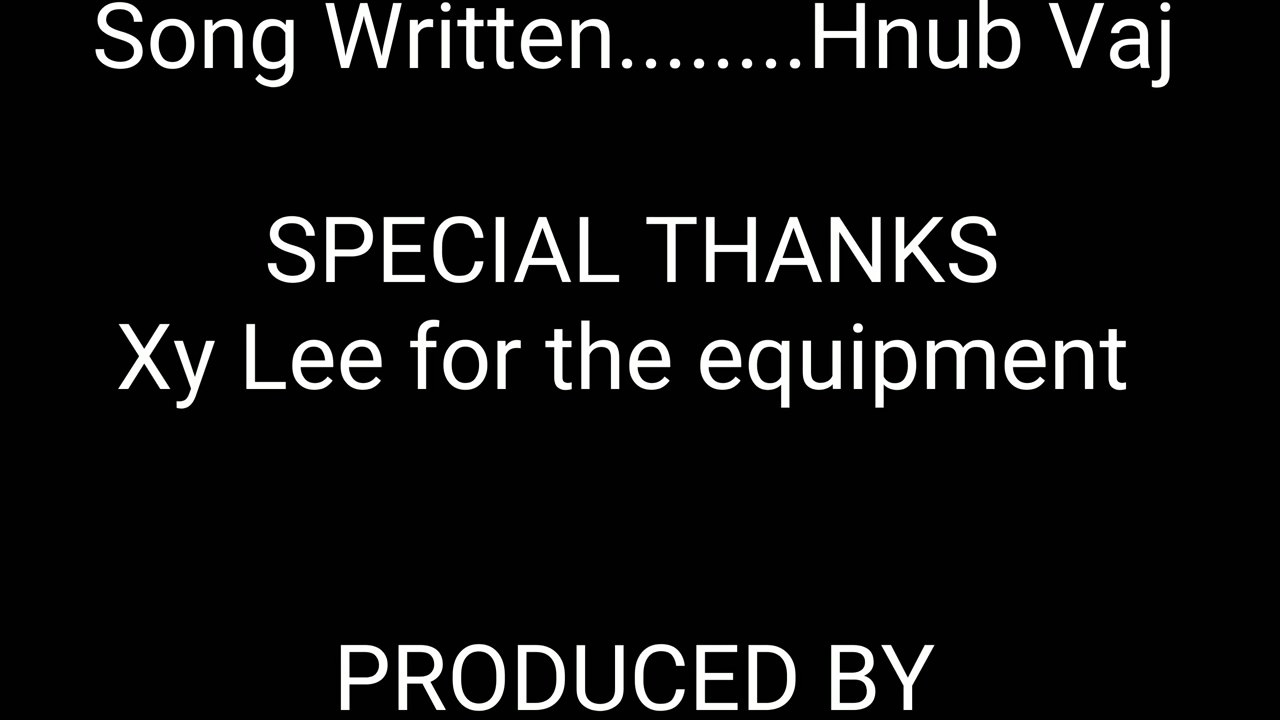 Song Written........Hnub Vaj
SPECIAL THANKS
Xy Lee for the equipment
PRODUCED BY